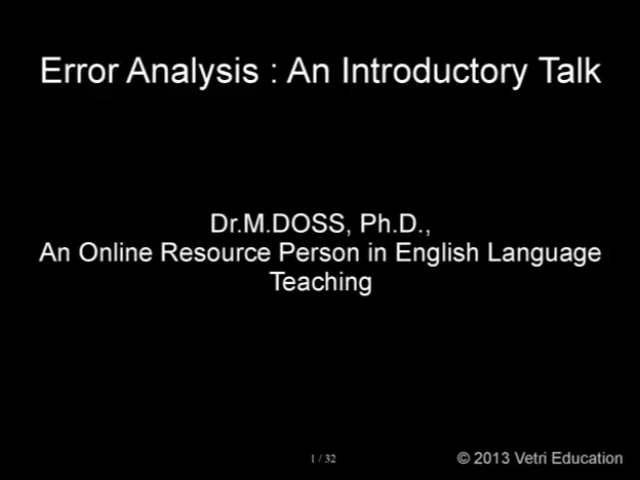 Error Analysis : An Introductory Talk
Dr.M.DOSS, Ph.D.,
An Online Resource Person in English Language
Teaching
1 / 32
© 2013 Vetri Education